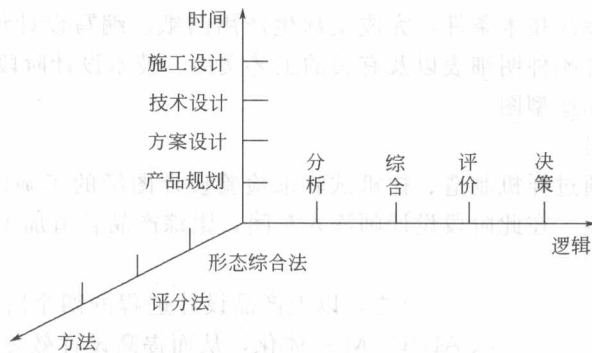 时间
施工设计
技术设计
方案设计
产品规划
分析
综合
评价
决策
逻辑
形态综合法
评分法
方法